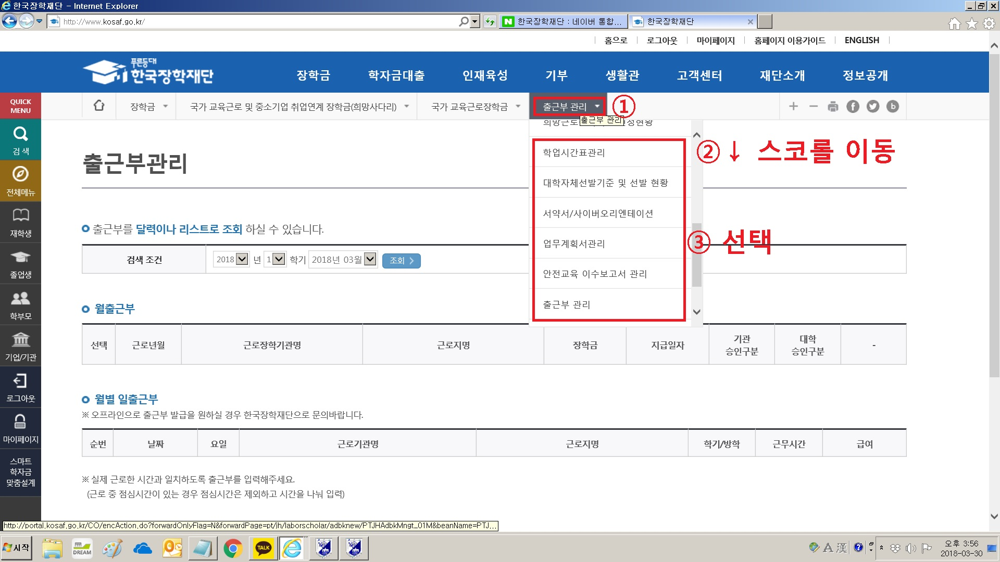 한국장학재단 - Internet Explorer
http://www.kosaf.go.kr/
한국장학재단 : 네이버 통합...
한국장학재단
홈으로
로그아웃
마이페이지
홈페이지 이용가이드
ENGLISH
푸른등대
한국장학재단
장학금
학자금대출
인재육성
기부
생활관
고객센터
재단소개
정보공개
QUICK
MENU
장학금
국가 교육근로 및 중소기업 취업연계 장학금(희망사다리)
국가 교육근로장학금
출근부 관리
①
출근부 관리
희망근로
정현황
검 색
전체메뉴
재학생
졸업생
학부모
기업/기관
로그아웃
마이페이지
스마트
학자금
맞춤설계
학업시간표관리
대학자체선발기준 및 선발 현황
서약서/사이버오리엔테이션
업무계획서관리
안전교육 이수보고서 관리
출근부 관리
②↓ 스코롤 이동
③ 선택
출근부관리
출근부를 달력이나 리스트로 조회 하실 수 있습니다.
검색 조건
2018 년 1 학기 2018년 03월 조회
월출근부
선택
근로년월
근로장학기관명
근로지명
장학금
지급일자
기관
승인구분
대학
승인구분
-
월별 일출근부
※ 오프라인으로 출근부 발급을 원하실 경우 한국장학재단으로 문의바랍니다.
순번
날짜
요일
근로기관명
근로지명
학기/방학
근무시간
급여
※ 실제 근로한 시간과 일치하도록 출근부를 입력해주세요.
(근로 중 점심시간이 있는 경우 점심시간은 제외하고 시간을 나눠 입력)
http://portal.kosaf.go.kr/CO/encAction.do?forwardOnlyFlag=N&forwardPage=pt/jh/laborscholar/adbknew/PTJHAdbkMngt_01M&beanName=PTJ...
시작
DREAM
TALK
A 漢
오후 3:56
2018-03-30